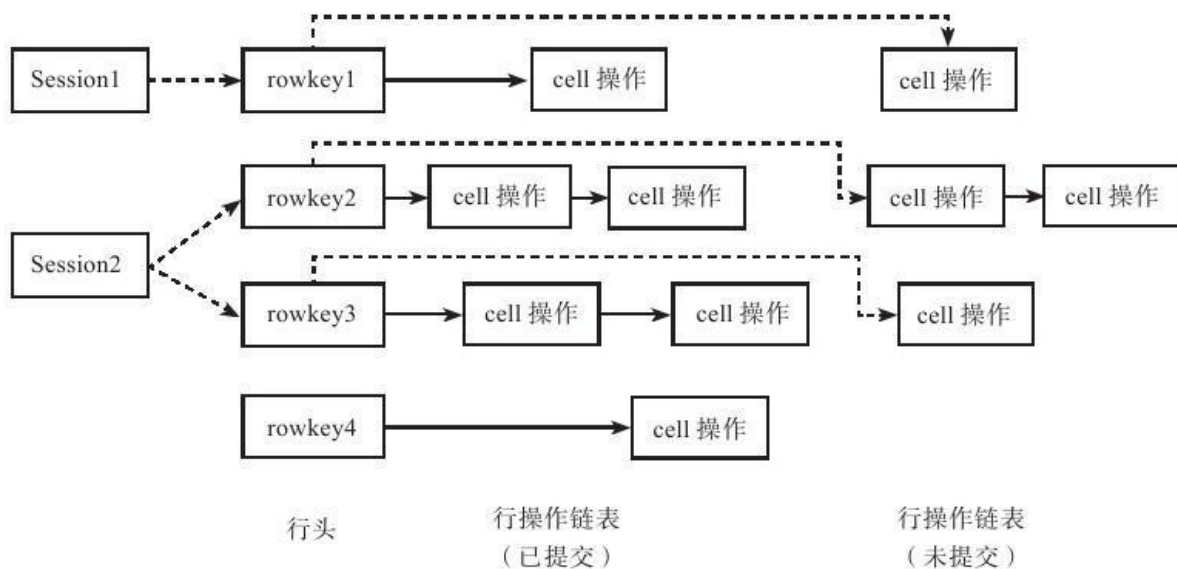 Session1
rowkey1
cell 操作
cell 操作
rowkey2
cell 操作
cell 操作
cell 操作
cell 操作
Session2
rowkey3
cell 操作
cell 操作
cell 操作
rowkey4
cell 操作
行头
行操作链表
（已提交）
行操作链表
（未提交）